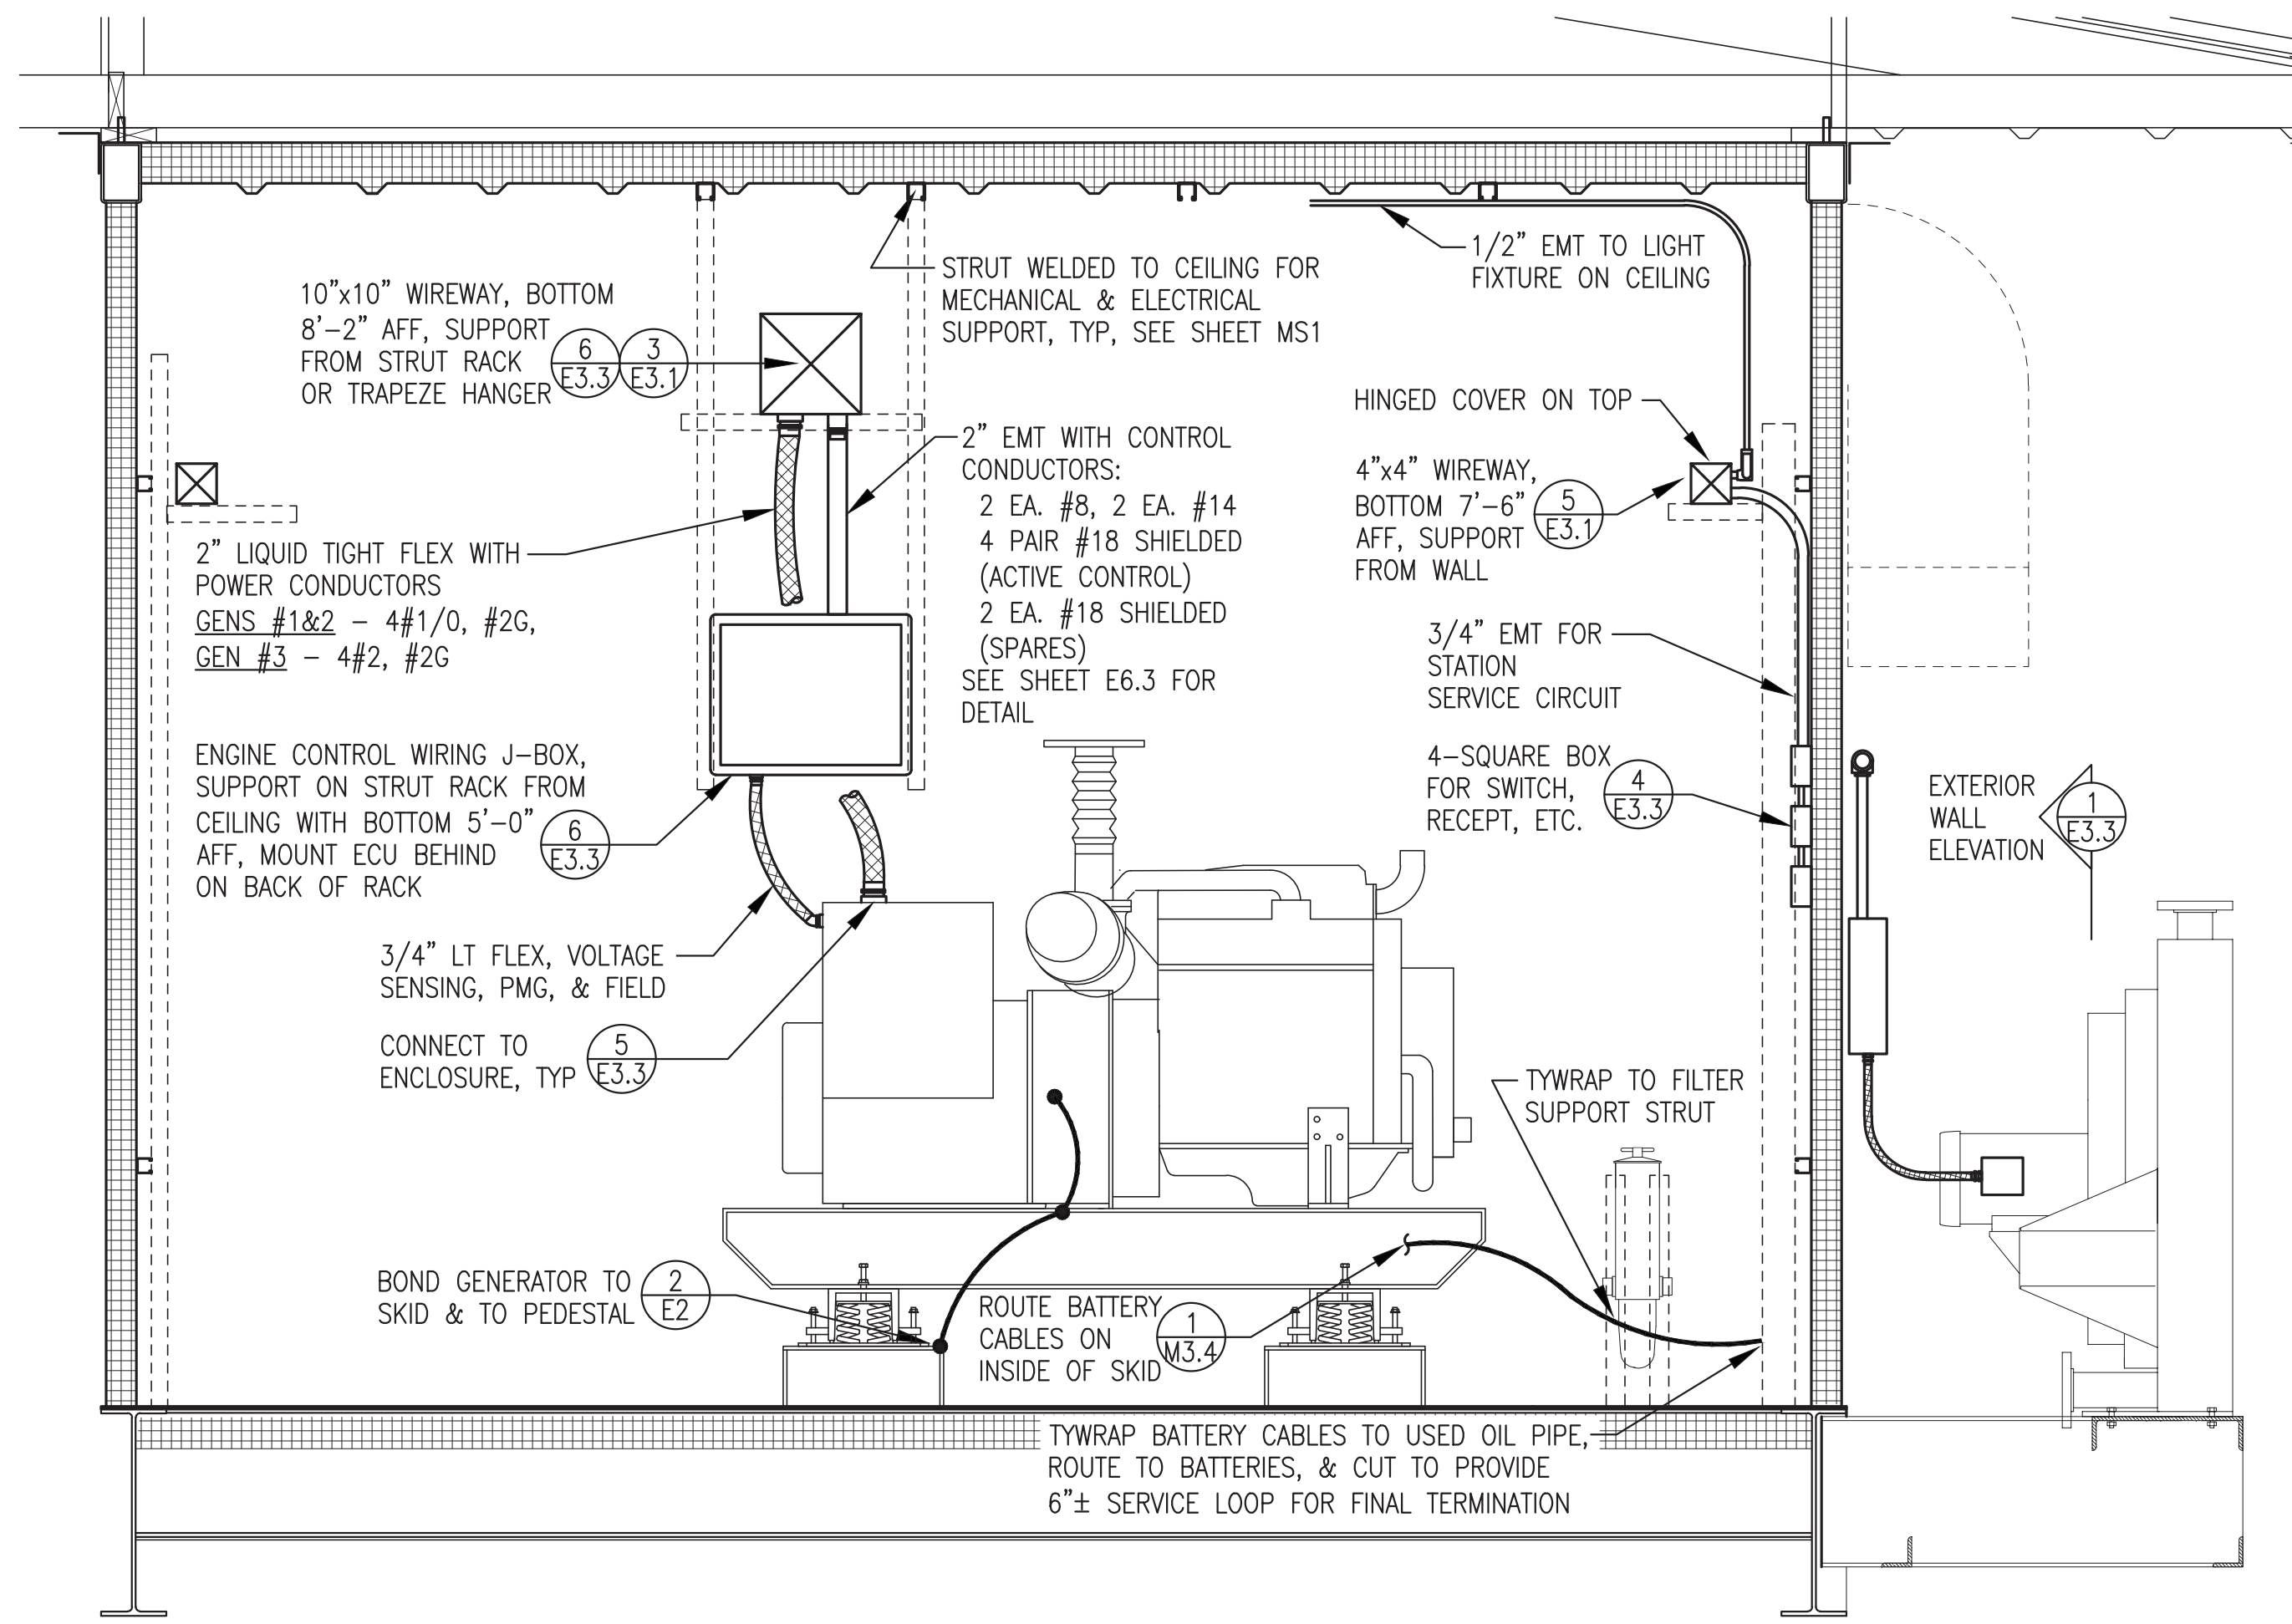 10”x10” WIREWAY, BOTTOM
8’-2” AFF, SUPPORT
FROM STRUT RACK
OR TRAPEZE HANGER
6
E3.3
3
E3.1
STRUT WELDED TO CEILING FOR
MECHANICAL & ELECTRICAL
SUPPORT, TYP, SEE SHEET MS1
1/2” EMT TO LIGHT
FIXTURE ON CEILING
HINGED COVER ON TOP
4”x4” WIREWAY,
BOTTOM 7’-6”
AFF, SUPPORT
FROM WALL
5
E3.1
2” EMT WITH CONTROL
CONDUCTORS:
2 EA. #8, 2 EA. #14
4 PAIR #18 SHIELDED
(ACTIVE CONTROL)
2 EA. #18 SHIELDED
(SPARES)
SEE SHEET E6.3 FOR
DETAIL
2” LIQUID TIGHT FLEX WITH
POWER CONDUCTORS
GENS #1&2 - 4#1/0, #2G,
GEN #3 - 4#2, #2G
3/4” EMT FOR
STATION
SERVICE CIRCUIT
4-SQUARE BOX
FOR SWITCH,
RECEPT, ETC.
4
E3.3
EXTERIOR
WALL
ELEVATION
1
E3.3
ENGINE CONTROL WIRING J-BOX,
SUPPORT ON STRUT RACK FROM
CEILING WITH BOTTOM 5’-0”
AFF, MOUNT ECU BEHIND
ON BACK OF RACK
6
E3.3
3/4” LT FLEX, VOLTAGE
SENSING, PMG, & FIELD
CONNECT TO
ENCLOSURE, TYP
5
E3.3
TYWRAP TO FILTER
SUPPORT STRUT
BOND GENERATOR TO
SKID & TO PEDESTAL
2
E2
ROUTE BATTERY
CABLES ON
INSIDE OF SKID
1
M3.4
TYWRAP BATTERY CABLES TO USED OIL PIPE,
ROUTE TO BATTERIES, & CUT TO PROVIDE
6”± SERVICE LOOP FOR FINAL TERMINATION